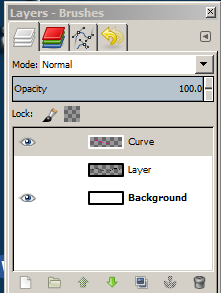 Layers - Brushes
Mode: Normal
Opacity 100.0
Lock:
Curve
Layer
Background